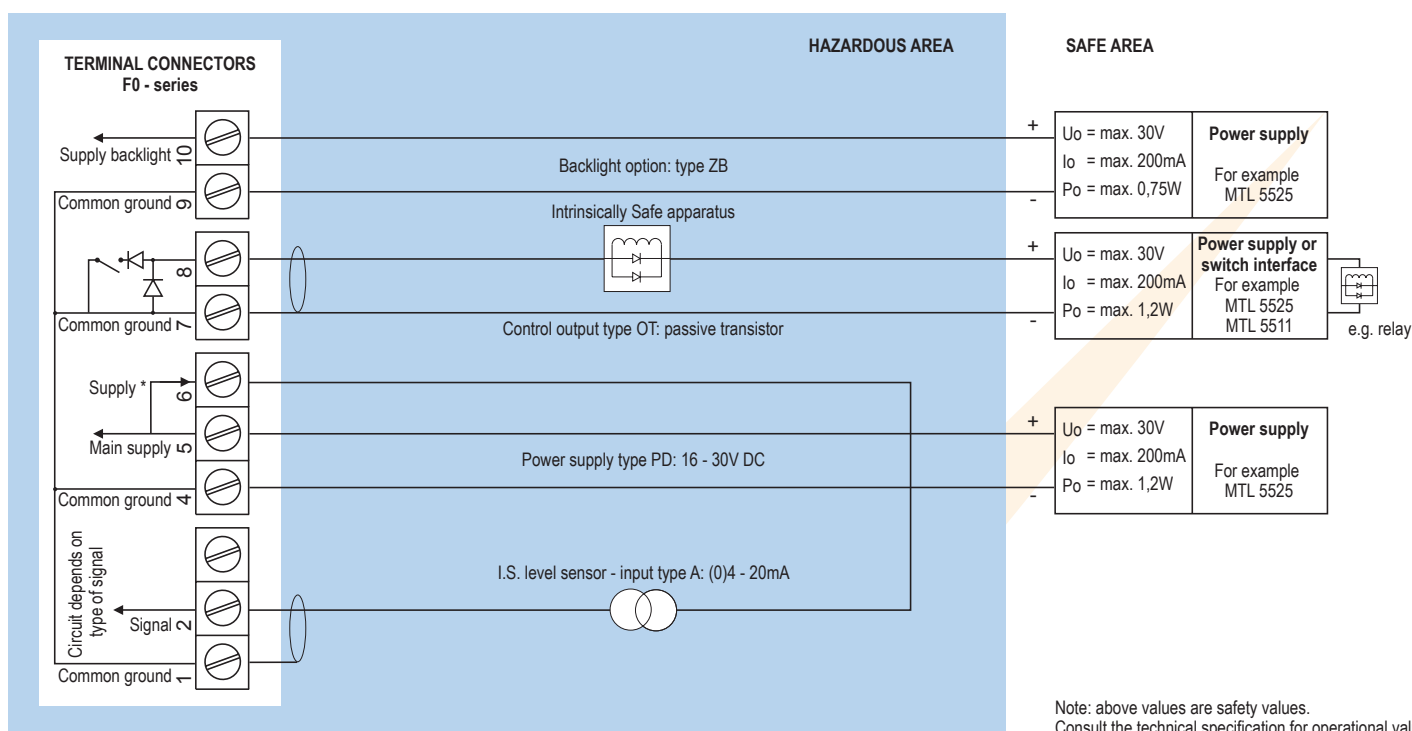 HAZARDOUS AREA
SAFE AREA
TERMINAL CONNECTORS
F0 - series
Supply backlight 10
Common ground 9
8
Common ground 7
Supply * 6
Main supply 5
Common ground 4
Circuit depends on
type of signal
Signal 2
Common ground 1
Backlight option: type ZB
Intrinsically Safe apparatus
Control output type OT: passive transistor
Power supply type PD: 16 - 30V DC
I.S. level sensor - input type A: (0)4 - 20mA
+
-
Uo = max. 30V
Io = max. 200mA
Po = max. 0,75W
Power supply
For example
MTL 5525
+
-
Uo = max. 30V
Io = max. 200mA
Po = max. 1,2W
Power supply or
switch interface
For example
MTL 5525
MTL 5511
e.g. relay
+
-
Uo = max. 30V
Io = max. 200mA
Po = max. 1,2W
Power supply
For example
MTL 5525
Note: above values are safety values.
Consult the technical specification for operational val